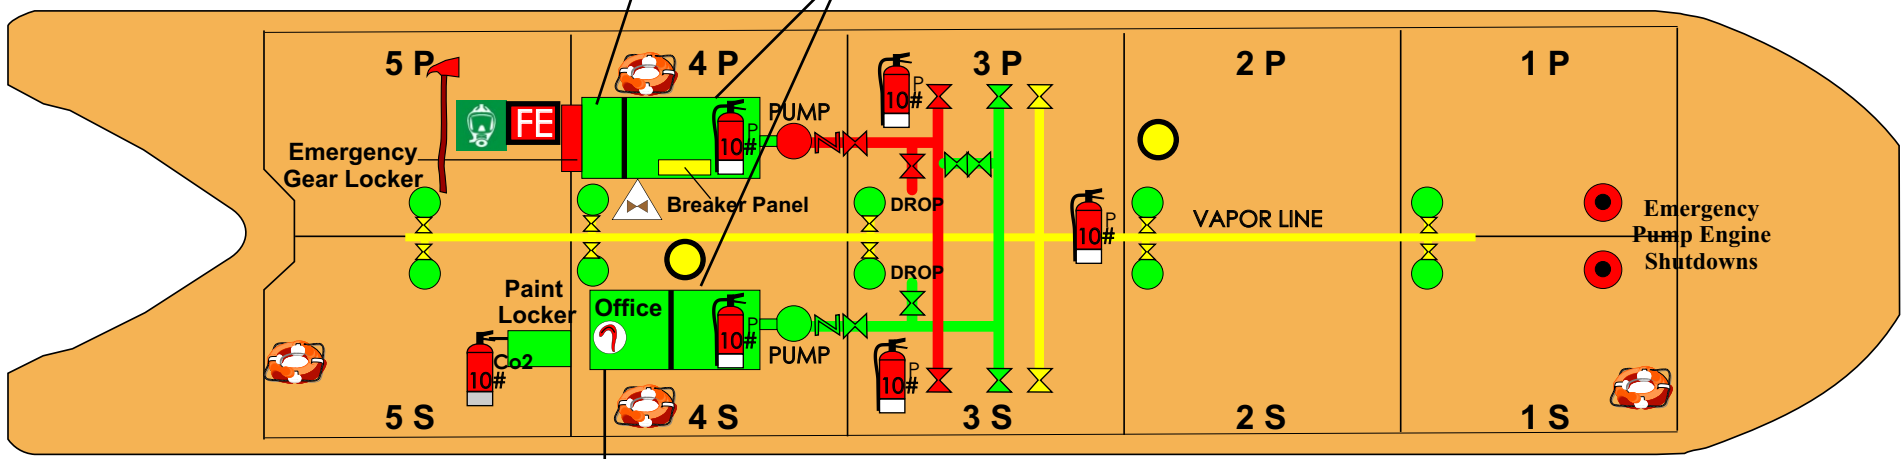 5 P
4 P
3 P
2 P
1 P
FE
P
10#
PUMP
P
10#
Emergency
Gear Locker
Breaker Panel
DROP
P
10#
VAPOR LINE
Emergency
Pump Engine
Shutdowns
DROP
Paint
Locker
Office
P
10#
PUMP
Co2
10#
P
10#
5 S
4 S
3 S
2 S
1 S